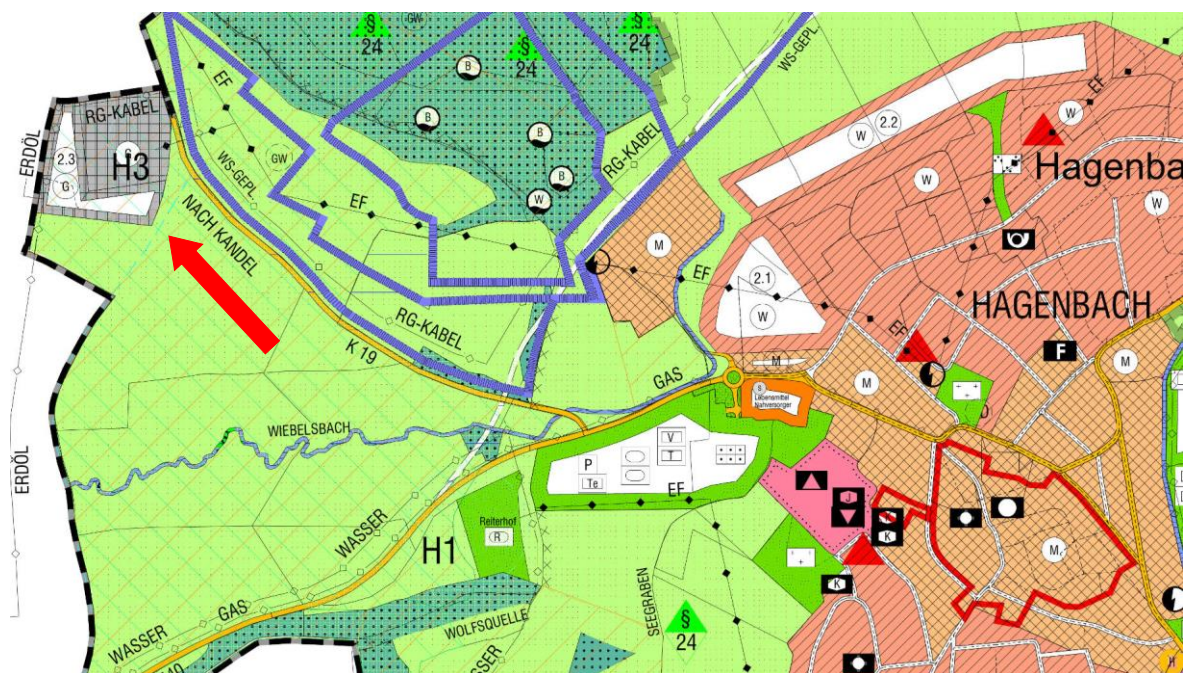 §
24
GW
§
24
§
24
WS-GEPL.
EF
RG-KABEL
ERDÖL
2.3
G
H3
B
B
B
B
W
GW
WS-GEPL.
EF
RG-KABEL
NACH KANDEL
W
2.2
EF
W
W
W
Hagenba
W
M
EF
2.1
W
HAGENBACH
EF
F
RG-KABEL
K 19
GAS
M
M
M
S
Lebensmittel
Nahversorger
WIEBELSBACH
ERDÖL
P
Te
V
T
EF
J
K
M
Reiterhof
R
H1
WASSER
GAS
WASSER
WOLFSQUELLE
SEEGRABEN
§
24
K
H